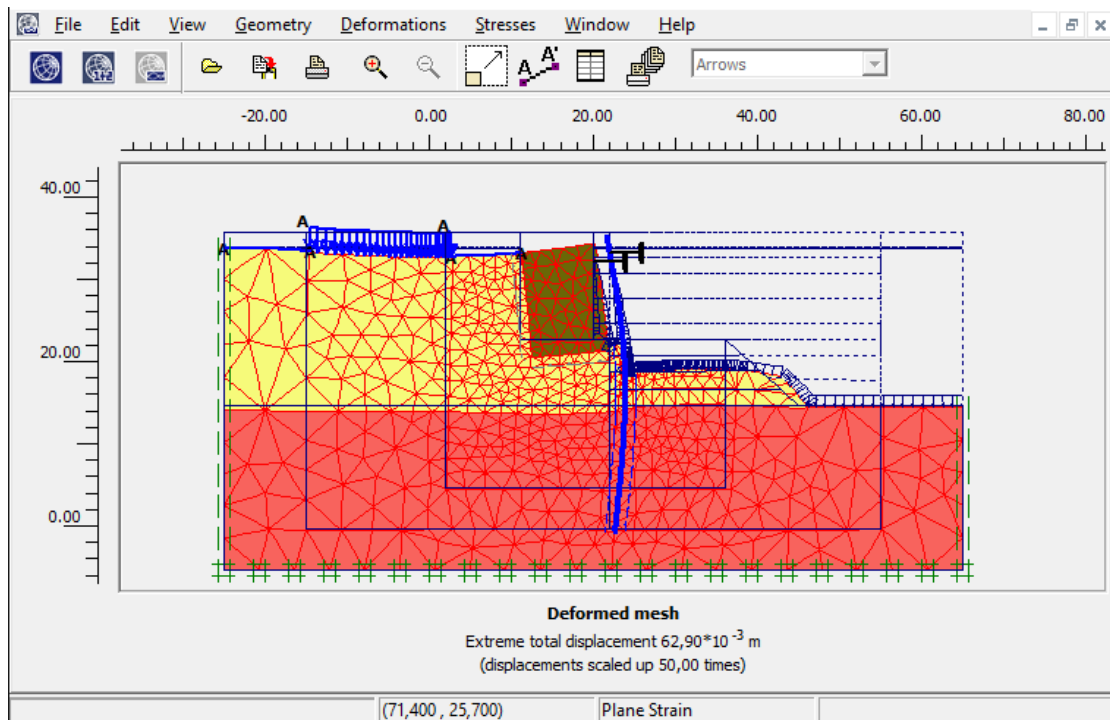 File Edit View Geometry Deformations Stresses Window Help
A A' Arrows
-20.00 0.00 20.00 40.00 60.00 80.00
40.00
A A
A A A A
20.00
0.00
Deformed mesh
Extreme total displacement 62,90*10 -3 m
(displacements scaled up 50,00 times)
(71,400 , 25,700) Plane Strain